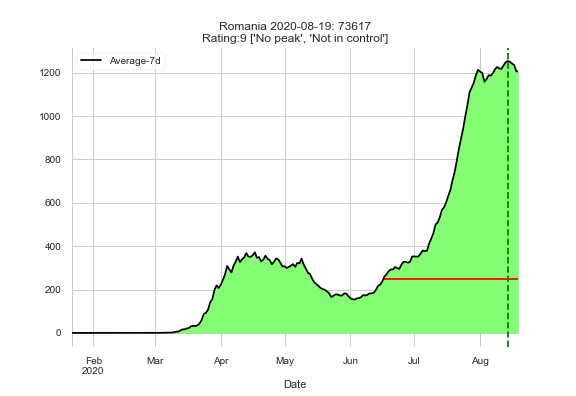 Romania 2020-08-19: 73617
Rating:9 ['No peak', 'Not in control']
Average-7d
1200
1000
800
600
400
200
0
Feb Mar Apr May Jun Jul Aug
2020
Date